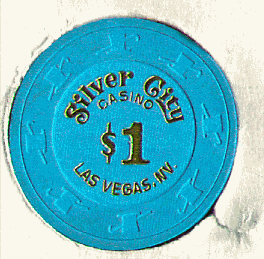 Silver City
CASINO
$1
LAS VEGAS, NV.